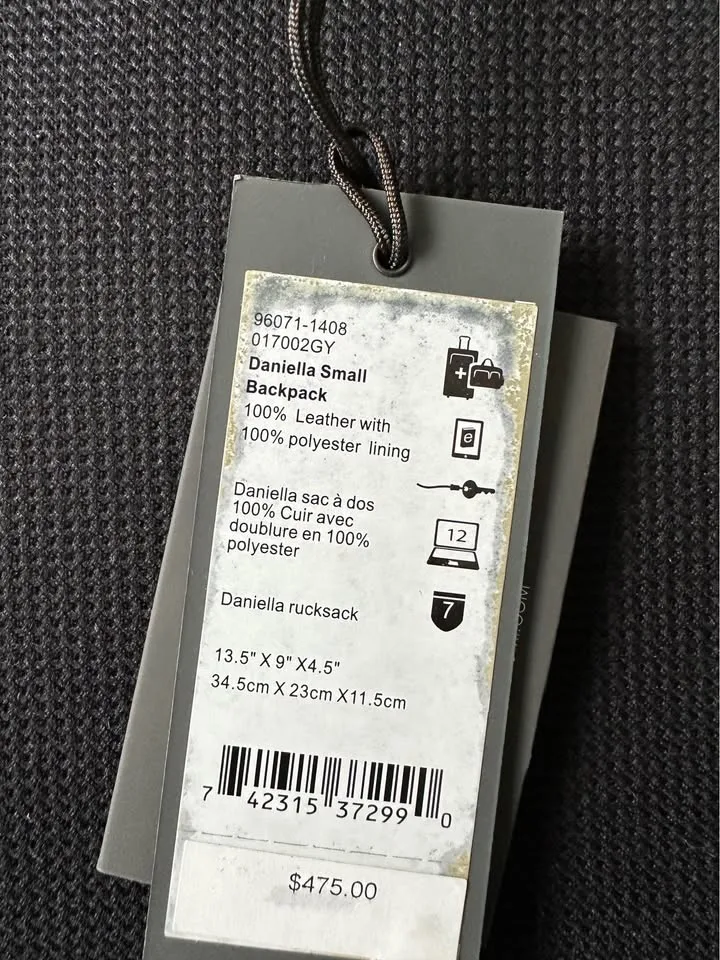 96071-1408
017002GY
Daniella Small
Backpack
100% Leather with
100% polyester lining
e
Daniella sac à dos
100% Cuir avec
doublure en 100%
polyester
12
Daniella rucksack
7
13.5" X 9" X4.5"
34.5cm X 23cm X11.5cm
7 42315 37299 0
$475.00